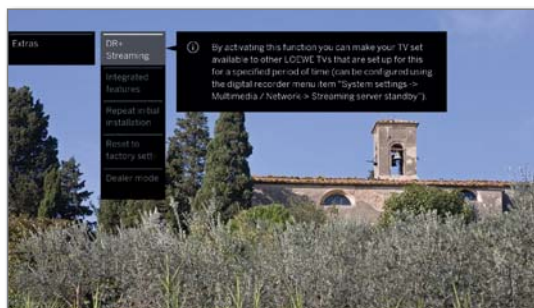 Extras
DR+
Streaming
Integrated
features
Repeat initial
installation
Reset to
factory sett-
Dealer mode
By activating this function you can make your TV set
available to other LOEWE TVs that are set up for this
for a specified period of time (can be configured using
the digital recorder menu item "System settings ->
Multimedia / Network -> Streaming server standby").